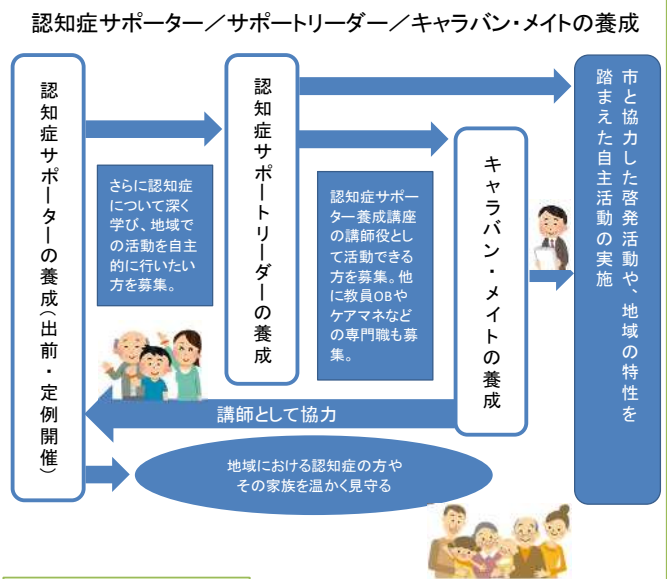 認知症サポーター／サポートリーダー／キャラバン・メイトの養成
認知症サポーターの養成（出前・定例開催）
さらに認知症
について深く
学び、地域で
の活動を自主
的に行いたい
方を募集。
認知症サポートリーダーの養成
認知症サポー
ター養成講座
の講師役とし
て活動できる
方を募集。他
に教員OBや
ケアマネなど
の専門職も募
集。
キャラバン・メイトの養成
市と協力した啓発活動や、地域の特性を
踏まえた自主活動の実施
講師として協力
地域における認知症の方や
その家族を温かく見守る